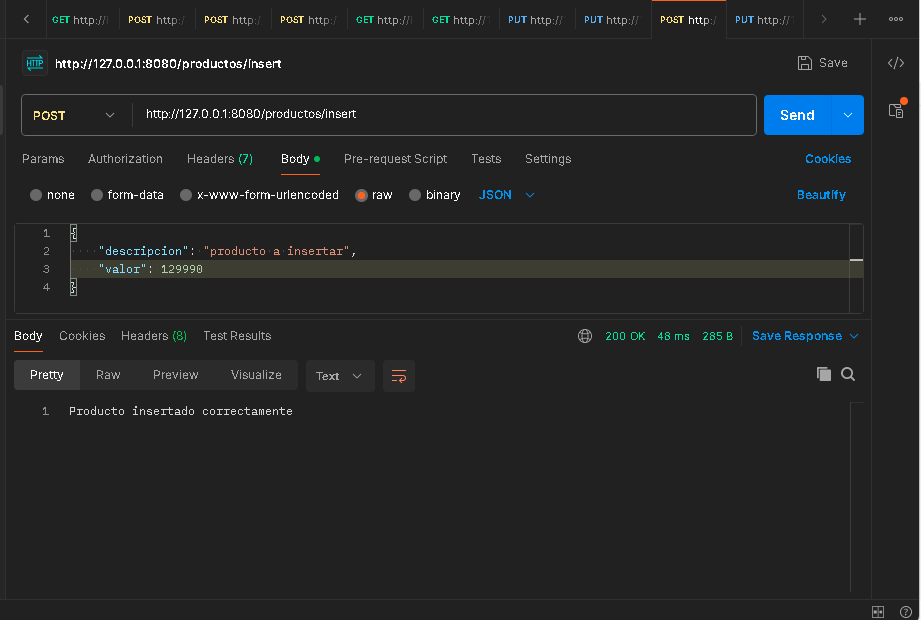 GET http://
POST http:/
POST http:/
POST http:/
GET http://
GET http://
PUT http://
PUT http://
POST http:/
PUT http://
HTTP http://127.0.0.1:8080/productos/insert
Save
</>
POST http://127.0.0.1:8080/productos/insert
Send
Params Authorization Headers (7) Body Pre-request Script Tests Settings Cookies
none form-data x-www-form-urlencoded raw binary JSON Beautify
1 {
2 "descripcion": "producto a insertar",
3 "valor": 129990
4 }
Body Cookies Headers (8) Test Results 200 OK 48 ms 285 B Save Response
Pretty Raw Preview Visualize Text
1 Producto insertado correctamente